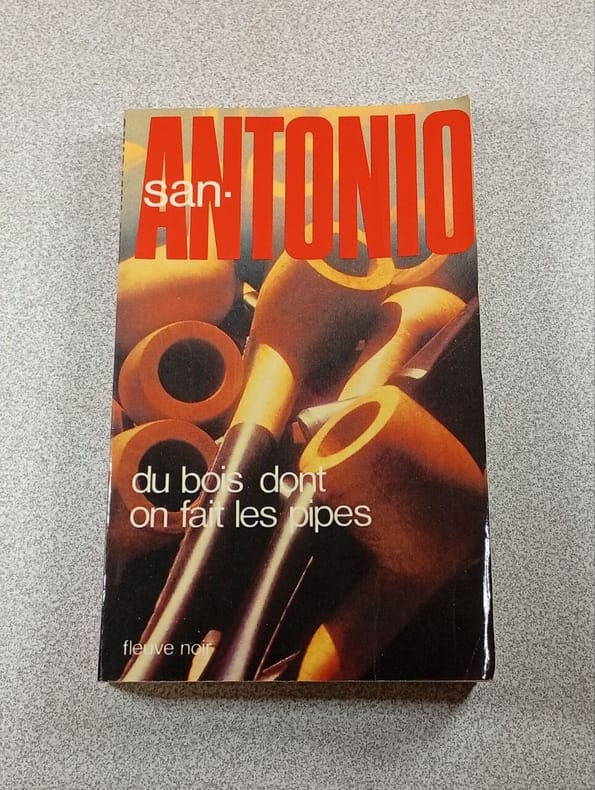 san·
ANTONIO
du bois dont
on fait les pipes
fleuve noir